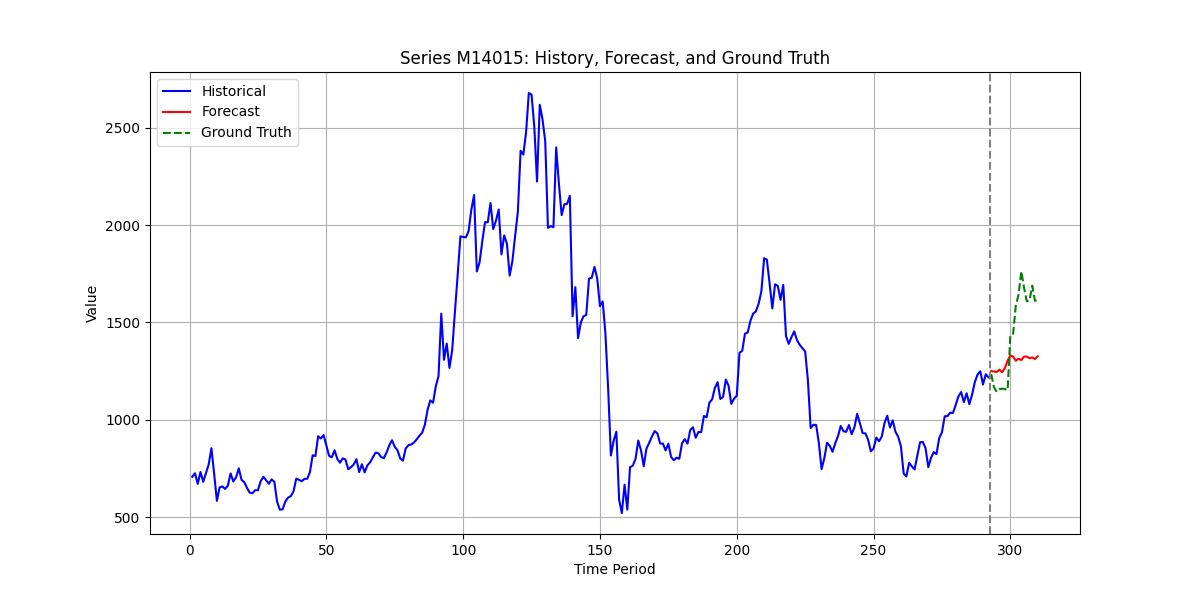 Series M14015: History, Forecast, and Ground Truth
Historical
Forecast
Ground Truth
2500
2000
1500
1000
500
Value
0 50 100 150 200 250 300
Time Period